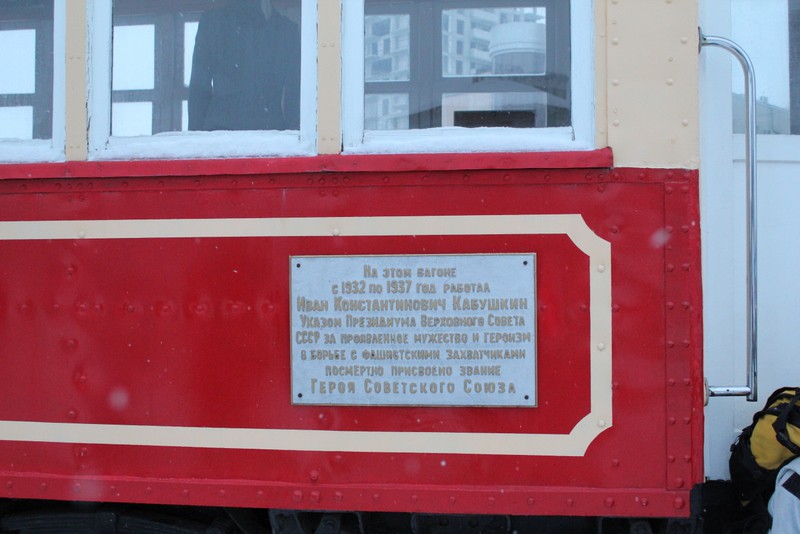 На этом вагоне
с 1932 по 1937 год работал
Иван Константинович Кабушкин
Указом Президиума Верховного Совета
СССР за проявленное мужество и героизм
в борьбе с фашистскими захватчиками
посмертно присвоено звание
Героя Советского Союза